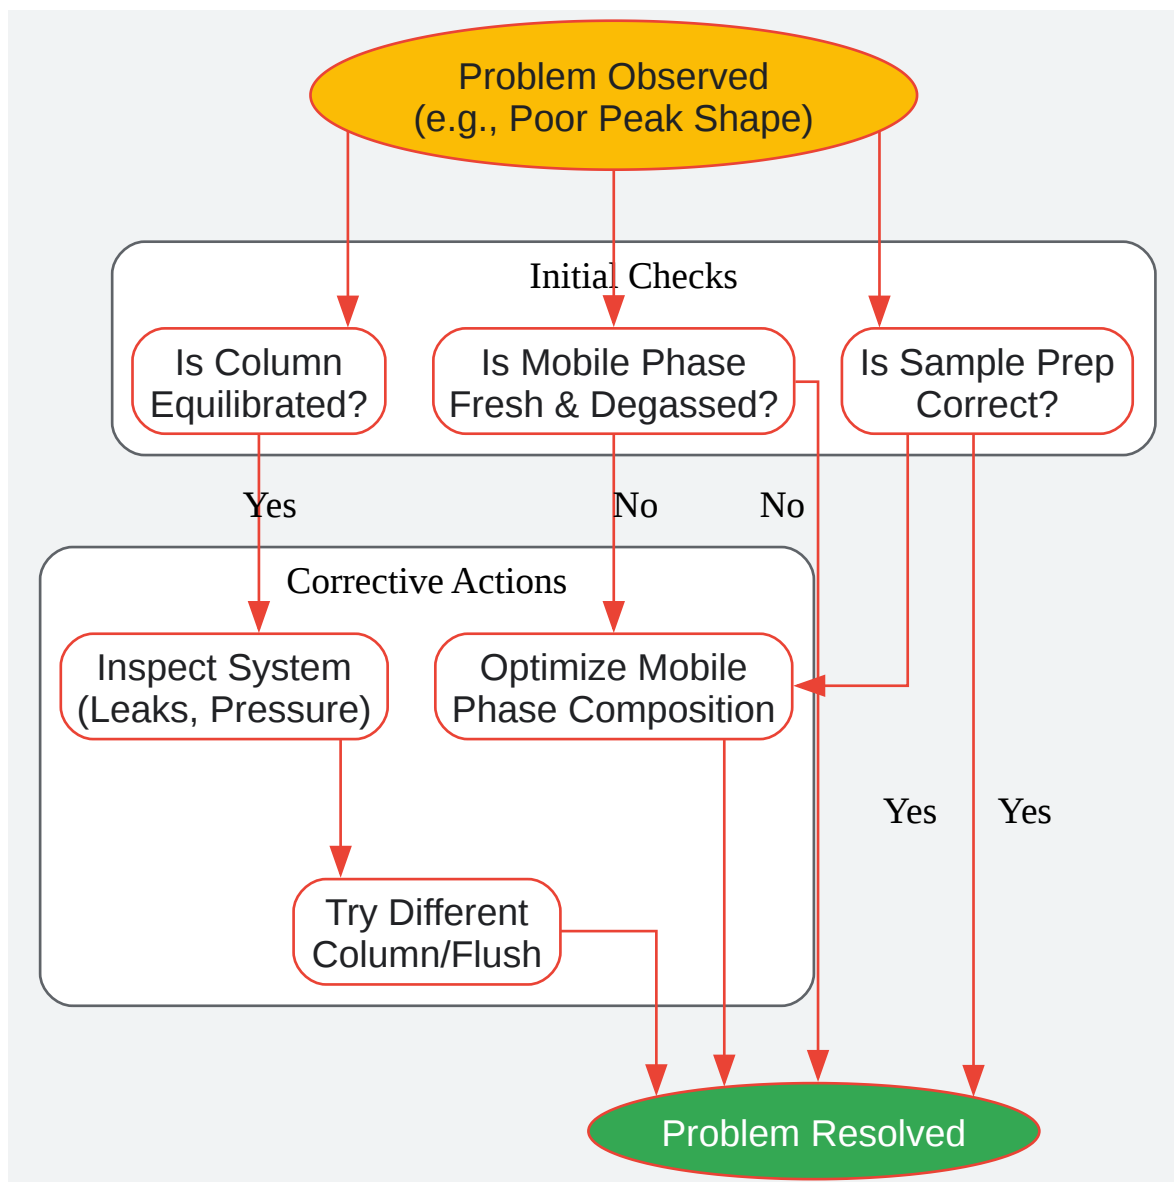 Problem Observed
(e.g., Poor Peak Shape)
Initial Checks
Is Column
Equilibrated?
Is Mobile Phase
Fresh & Degassed?
Is Sample Prep
Correct?
Yes
No
No
Corrective Actions
Inspect System
(Leaks, Pressure)
Optimize Mobile
Phase Composition
Yes
Yes
Try Different
Column/Flush
Problem Resolved